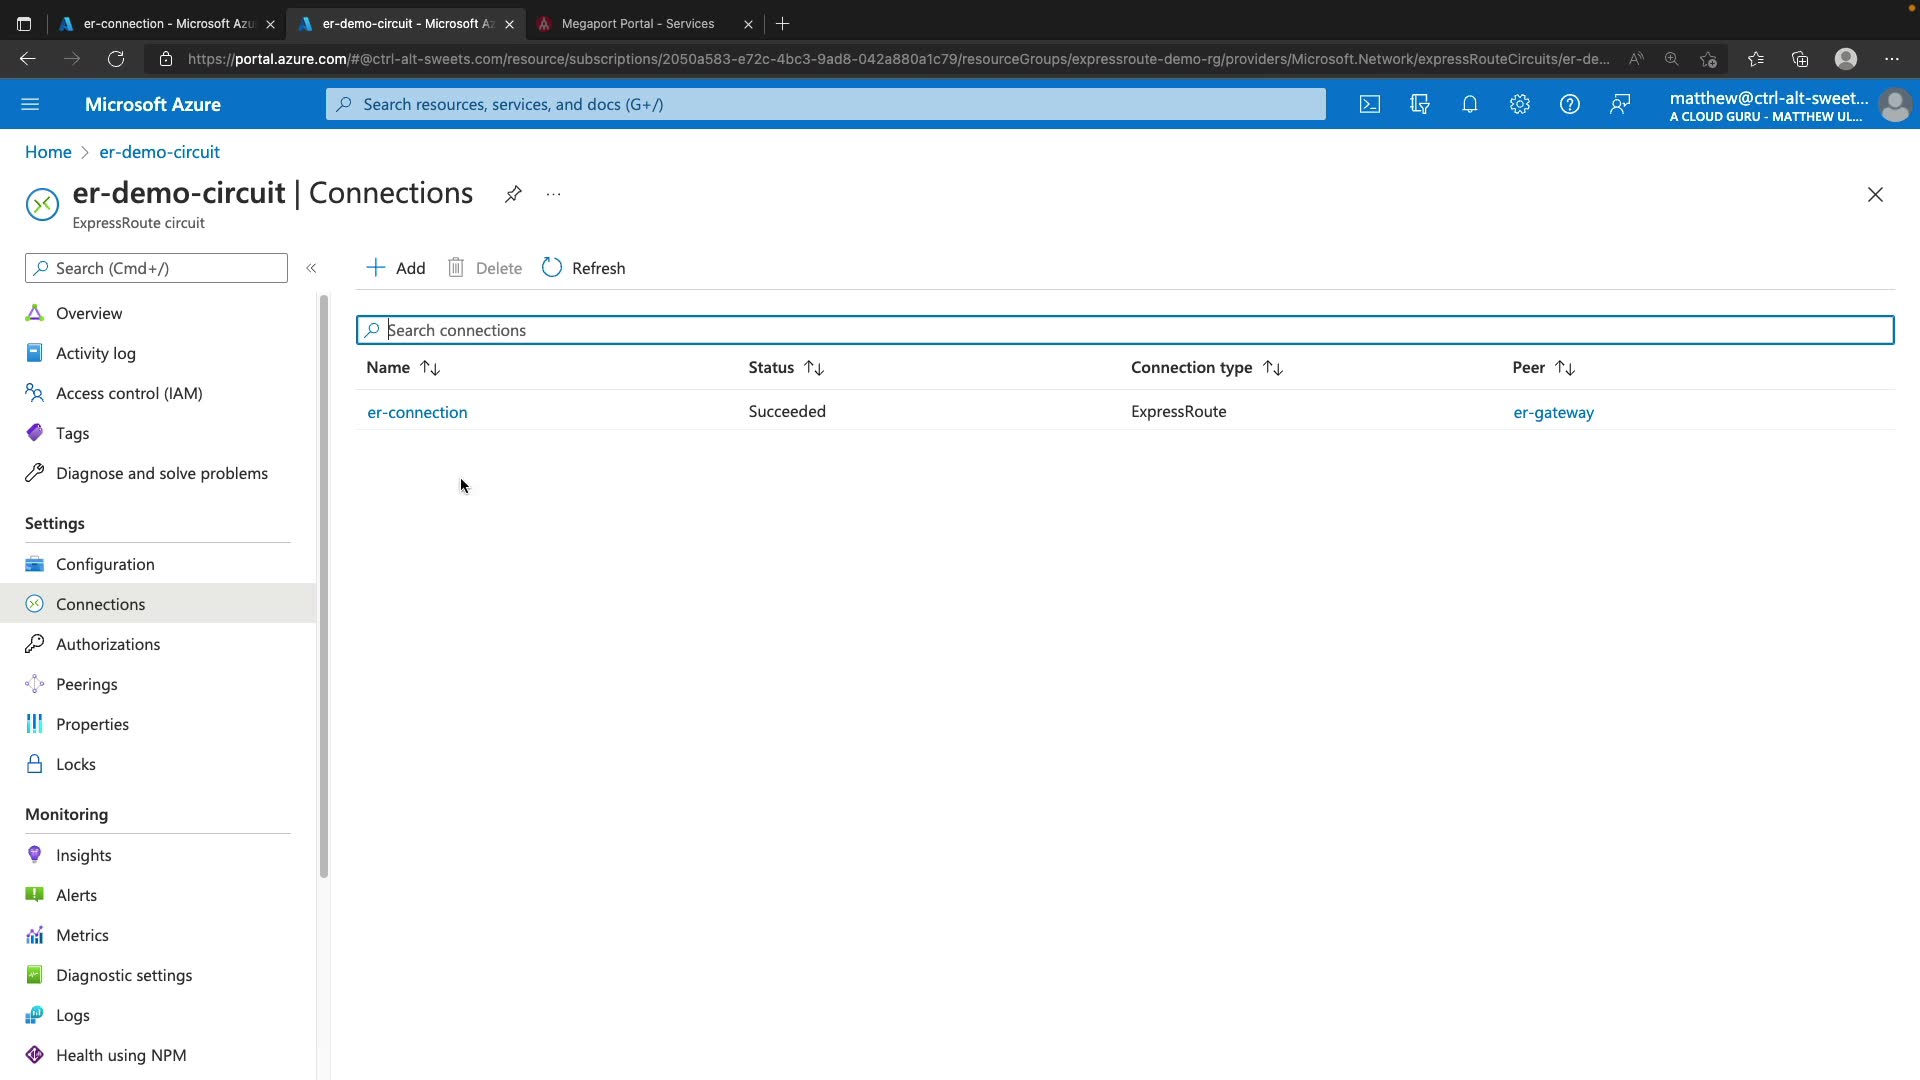 er-connection - Microsoft Azu
er-demo-circuit - Microsoft Az
Megaport Portal - Services
https://portal.azure.com/#@ctrl-alt-sweets.com/resource/subscriptions/2050a583-e72c-4bc3-9ad8-042a880a1c79/resourceGroups/expressroute-demo-rg/providers/Microsoft.Network/expressRouteCircuits/er-de...
Microsoft Azure
Search resources, services, and docs (G+/)
matthew@ctrl-alt-sweet...
A CLOUD GURU - MATTHEW UL...
Home > er-demo-circuit
er-demo-circuit | Connections
ExpressRoute circuit
Search (Cmd+/)
Overview
Activity log
Access control (IAM)
Tags
Diagnose and solve problems
Settings
Configuration
Connections
Authorizations
Peerings
Properties
Locks
Monitoring
Insights
Alerts
Metrics
Diagnostic settings
Logs
Health using NPM
Add Delete Refresh
Search connections
Name Status Connection type Peer
er-connection Succeeded ExpressRoute er-gateway